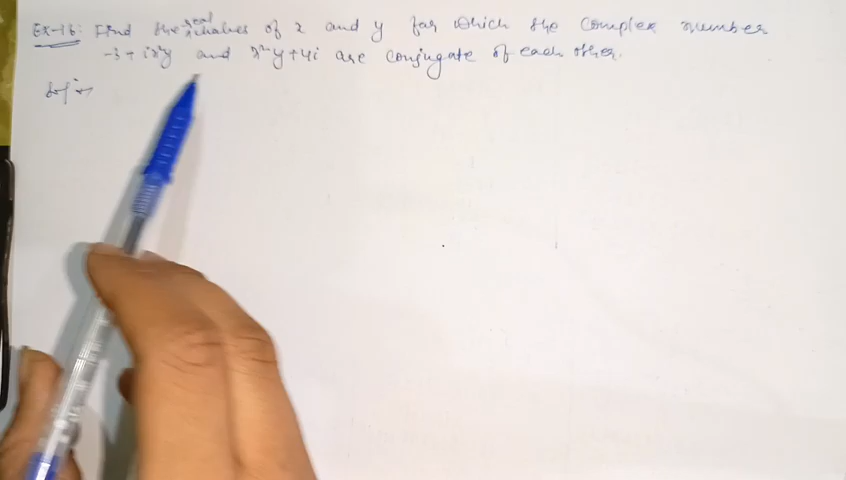 EX-16: Find the real values of x and y for which the complex number
-3 + ix²y and x²y+4i are conjugate of each other.
Sol^n